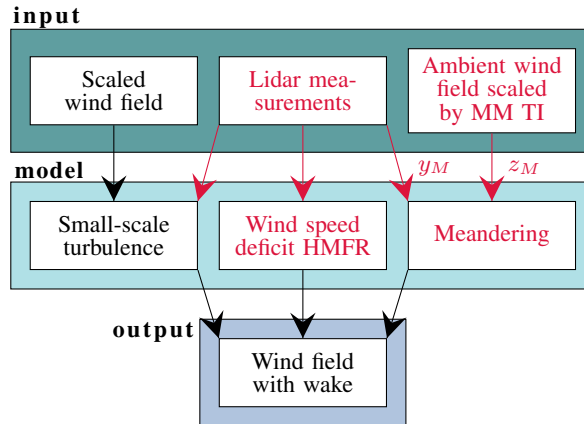 input
Scaled
wind field
Lidar mea-
surements
Ambient wind
field scaled
by MM TI
y_M
z_M
model
Small-scale
turbulence
Wind speed
deficit HMFR
Meandering
output
Wind field
with wake